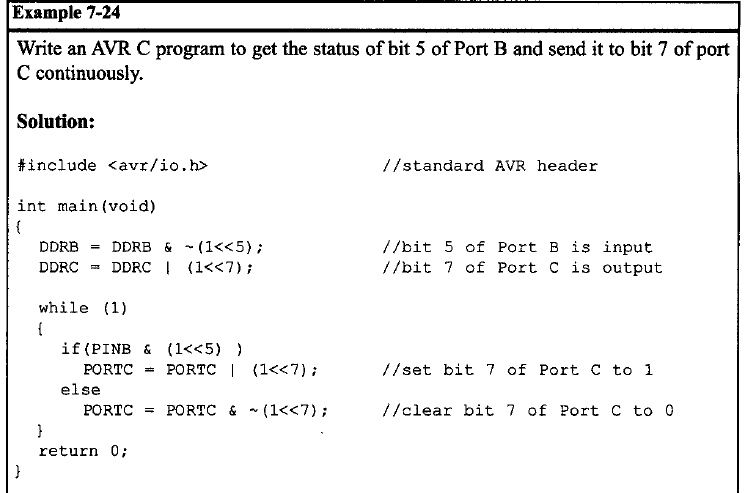 Example 7-24
Write an AVR C program to get the status of bit 5 of Port B and send it to bit 7 of port
C continuously.
Solution:
#include <avr/io.h> //standard AVR header
int main(void)
{
DDRB = DDRB & ~(1<<5); //bit 5 of Port B is input
DDRC = DDRC | (1<<7); //bit 7 of Port C is output
while (1)
{
if(PINB & (1<<5) )
PORTC = PORTC | (1<<7); //set bit 7 of Port C to 1
else
PORTC = PORTC & ~(1<<7); //clear bit 7 of Port C to 0
}
return 0;
}